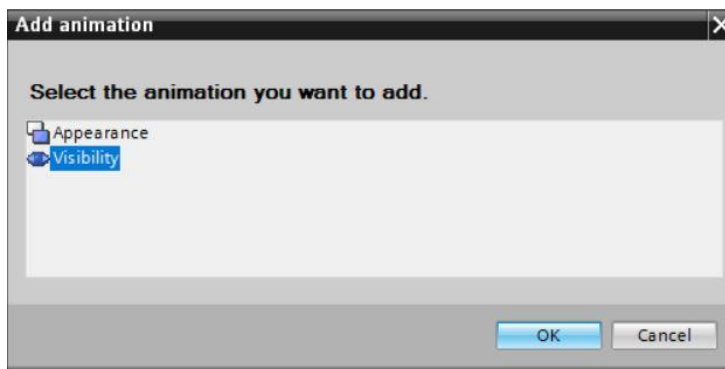 Add animation
Select the animation you want to add.
Appearance
Visibility
OK Cancel